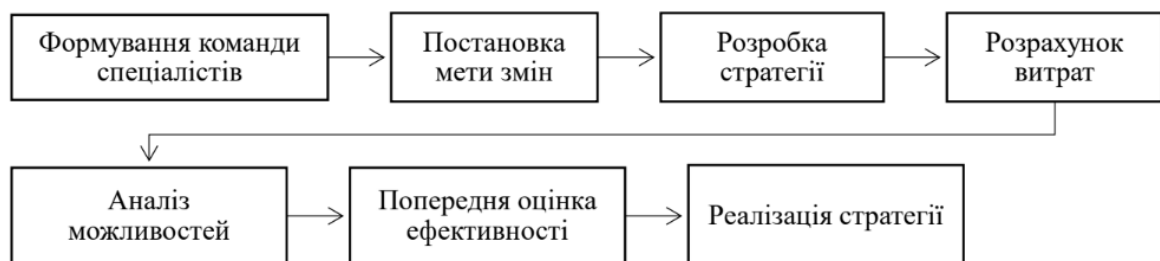 Формування команди
спеціалістів
Постановка
мети змін
Розробка
стратегії
Розрахунок
витрат
Аналіз
можливостей
Попередня оцінка
ефективності
Реалізація стратегії